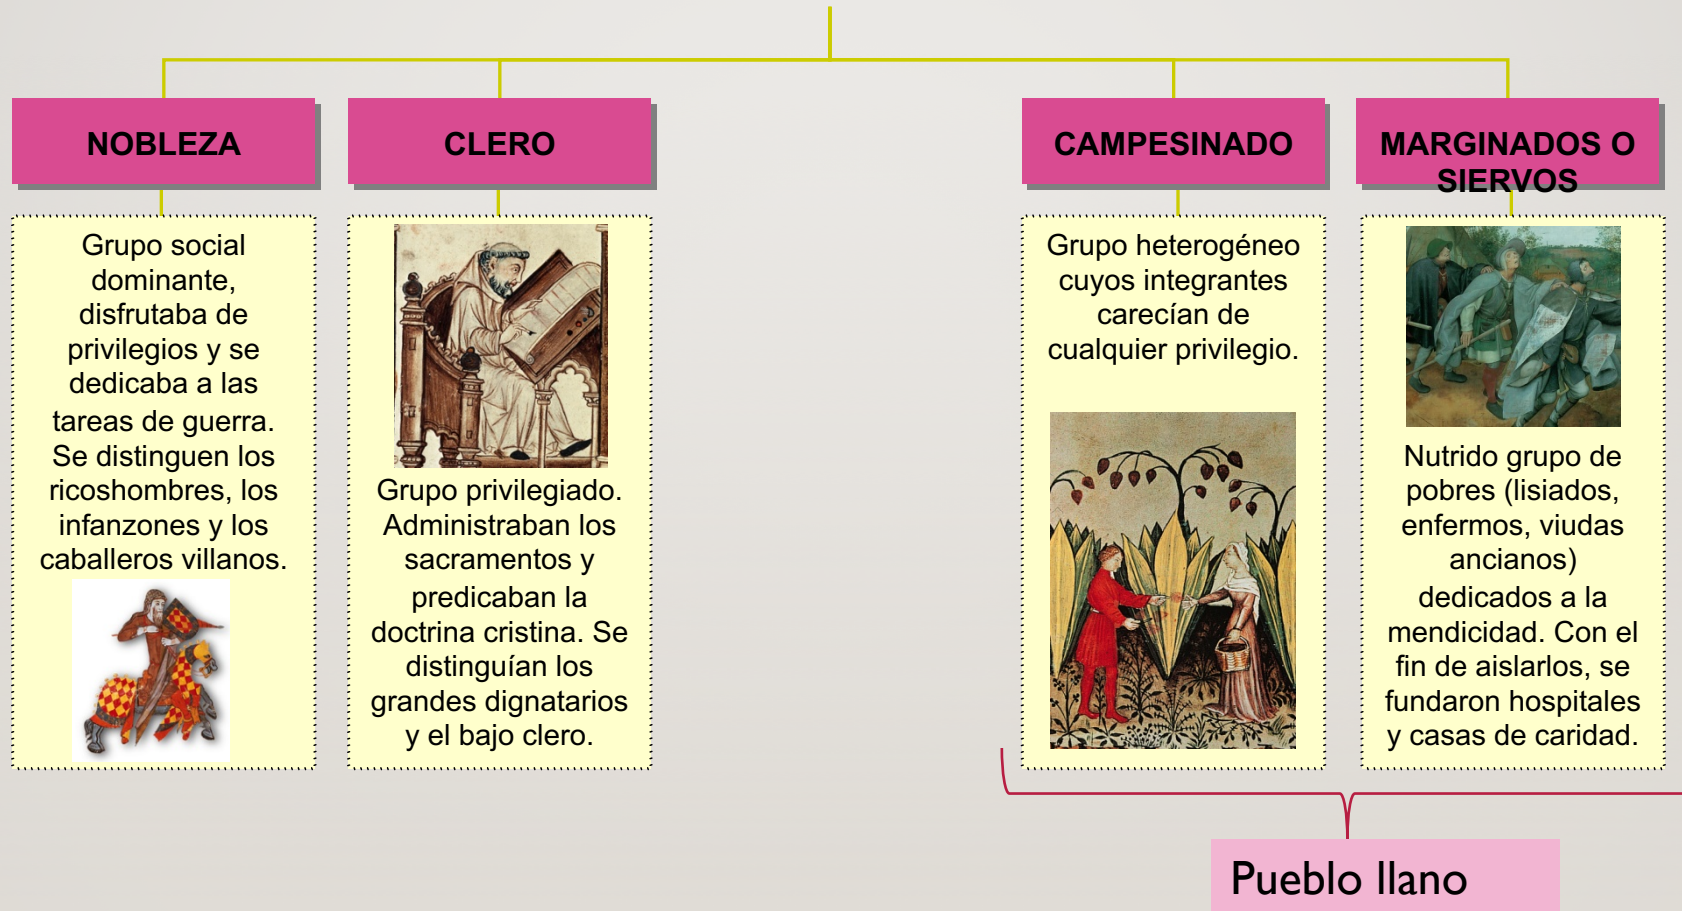 NOBLEZA
Grupo social
dominante,
disfrutaba de
privilegios y se
dedicaba a las
tareas de guerra.
Se distinguen los
ricoshombres, los
infanzones y los
caballeros villanos.
CLERO
Grupo privilegiado.
Administraban los
sacramentos y
predicaban la
doctrina cristina. Se
distinguían los
grandes dignatarios
y el bajo clero.
CAMPESINADO
Grupo heterogéneo
cuyos integrantes
carecían de
cualquier privilegio.
MARGINADOS O
SIERVOS
Nutrido grupo de
pobres (lisiados,
enfermos, viudas
ancianos)
dedicados a la
mendicidad. Con el
fin de aislarlos, se
fundaron hospitales
y casas de caridad.
Pueblo llano